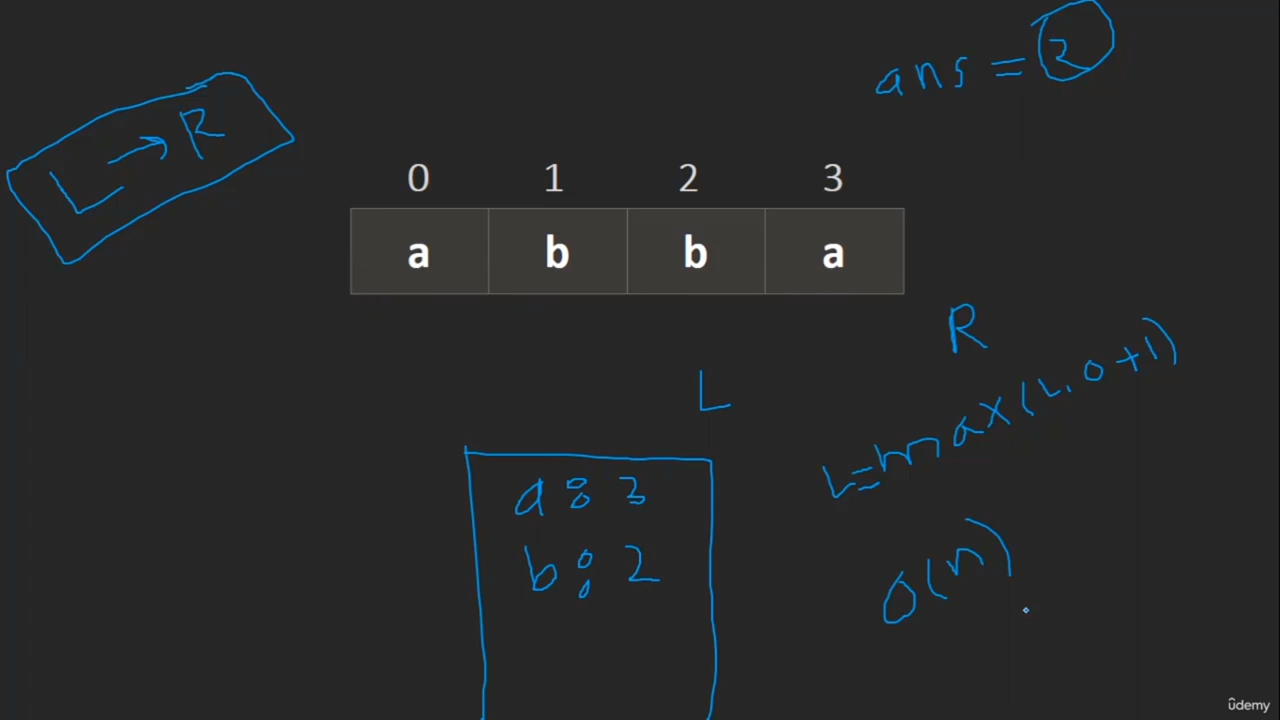 ans = 2
L → R
0 1 2 3
a b b a
R
L
L=max(L, 0+1)
a : 3
b : 2
O(n)
ûdemy